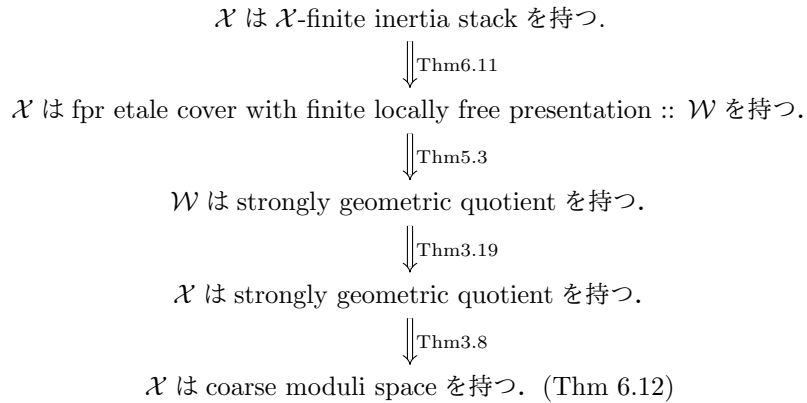 𝒳 は 𝒳-finite inertia stack を持つ.
Thm6.11
𝒳 は fpr etale cover with finite locally free presentation :: 𝒲 を持つ.
Thm5.3
𝒲 は strongly geometric quotient を持つ.
Thm3.19
𝒳 は strongly geometric quotient を持つ.
Thm3.8
𝒳 は coarse moduli space を持つ. (Thm 6.12)